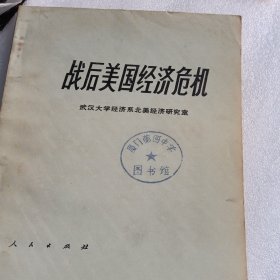 战后美国经济危机
武汉大学经济系北美经济研究室
图书馆
人民出版社